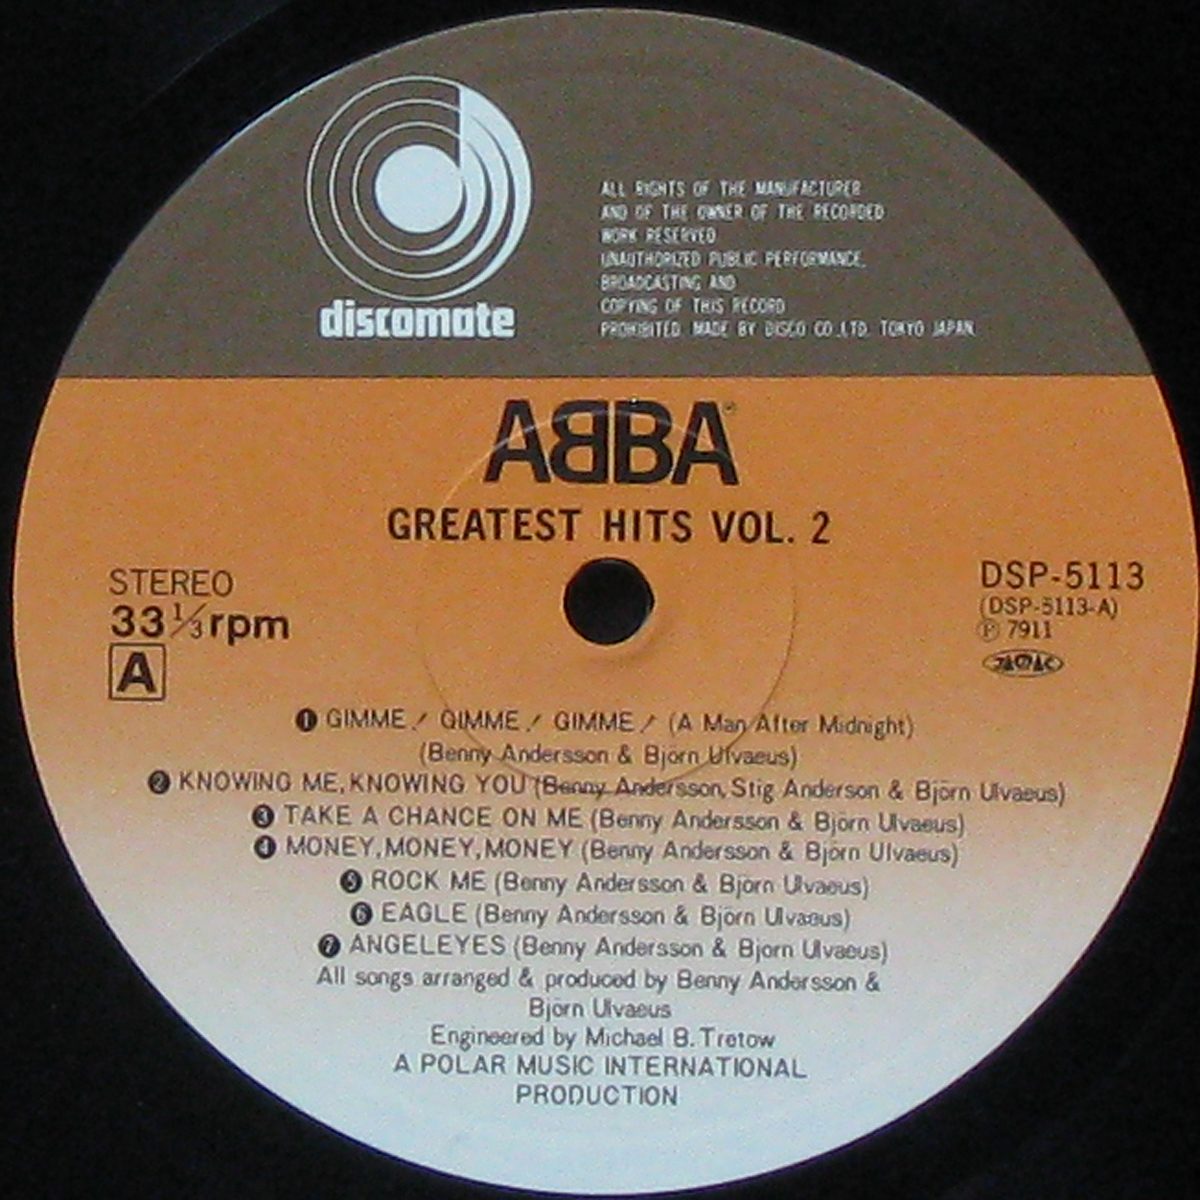 discomate
ALL RIGHTS OF THE MANUFACTURER
AND OF THE OWNER OF THE RECORDED
WORK RESERVED
UNAUTHORIZED PUBLIC PERFORMANCE,
BROADCASTING AND
COPYING OF THIS RECORD
PROHIBITED. MADE BY DISCO CO.,LTD. TOKYO JAPAN.
ABBA®
GREATEST HITS VOL. 2
STEREO
33 1/3 rpm
A
DSP-5113
(DSP-5113-A)
Ⓟ 7911
JASRAC
❶ GIMME! GIMME! GIMME! (A Man After Midnight)
(Benny Andersson & Björn Ulvaeus)
❷ KNOWING ME, KNOWING YOU (Benny Andersson, Stig Anderson & Björn Ulvaeus)
❸ TAKE A CHANCE ON ME (Benny Andersson & Björn Ulvaeus)
❹ MONEY, MONEY, MONEY (Benny Andersson & Björn Ulvaeus)
❺ ROCK ME (Benny Andersson & Björn Ulvaeus)
❻ EAGLE (Benny Andersson & Björn Ulvaeus)
❼ ANGELEYES (Benny Andersson & Bjorn Ulvaeus)
All songs arranged & produced by Benny Andersson &
Björn Ulvaeus
Engineered by Michael B. Tretow
A POLAR MUSIC INTERNATIONAL
PRODUCTION